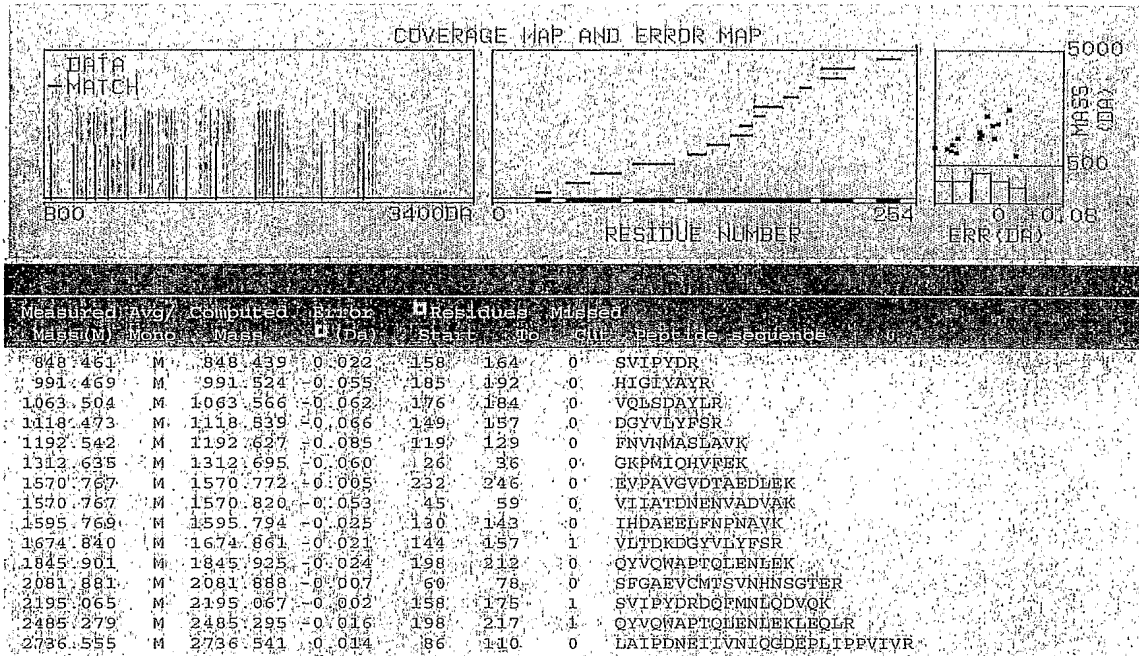 COVERAGE MAP AND ERROR MAP
DATA
MATCH
5000
MASS (DA)
500
800 3400DA 0 254 0 +0.08
RESIDUE NUMBER ERR(DA)
Measured Avg/ Computed Error Residues Missed
Mass(M) Mono Mass (Da) Start To Cut Peptide sequence
848.461 M 848.439 0.022 158 164 0 SVIPYDR
991.469 M 991.524 -0.055 185 192 0 HIGIYAYR
1063.504 M 1063.566 -0.062 176 184 0 VQLSDAYLR
1118.473 M 1118.539 -0.066 149 157 0 DGYVLYFSR
1192.542 M 1192.627 -0.085 119 129 0 FNVNMASLAVK
1312.635 M 1312.695 -0.060 26 36 0 GKPMIQHVFEK
1570.767 M 1570.772 -0.005 232 246 0 EVPAVGVDTAEDLEK
1570.767 M 1570.820 -0.053 45 59 0 VIIATDNENVADVAK
1595.769 M 1595.794 -0.025 130 143 0 IHDAEELFNPNAVK
1674.840 M 1674.861 -0.021 144 157 1 VLTDKDGYVLYFSR
1845.901 M 1845.925 -0.024 198 212 0 QYVQWAPTQLENLEK
2081.881 M 2081.888 -0.007 60 78 0 SFGAEVCMTSVNHNSGTER
2195.065 M 2195.067 -0.002 158 175 1 SVIPYDRDQFMNLQDVQK
2485.279 M 2485.295 -0.016 198 217 1 QYVQWAPTQLENLEKLEQLR
2736.555 M 2736.541 0.014 86 110 0 LAIPDNEIIVNIQGDEPLIPPVIVR